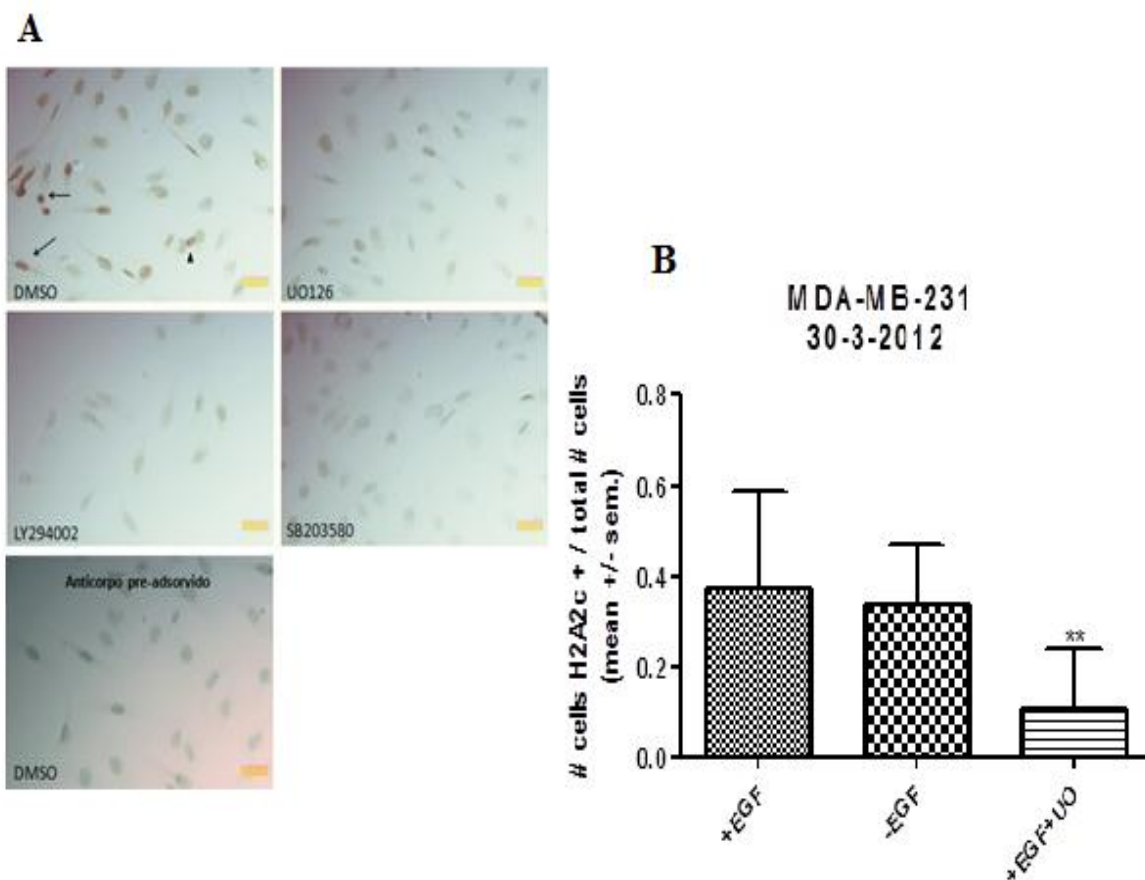 A
DMSO
UO126
LY294002
SB203580
Anticorpo pre-adsorvido
DMSO
B
MDA-MB-231
30-3-2012
# cells H2A2c + / total # cells
(mean +/- sem.)
0.8
0.6
0.4
0.2
0.0
**
+EGF
-EGF
+EGF+UO